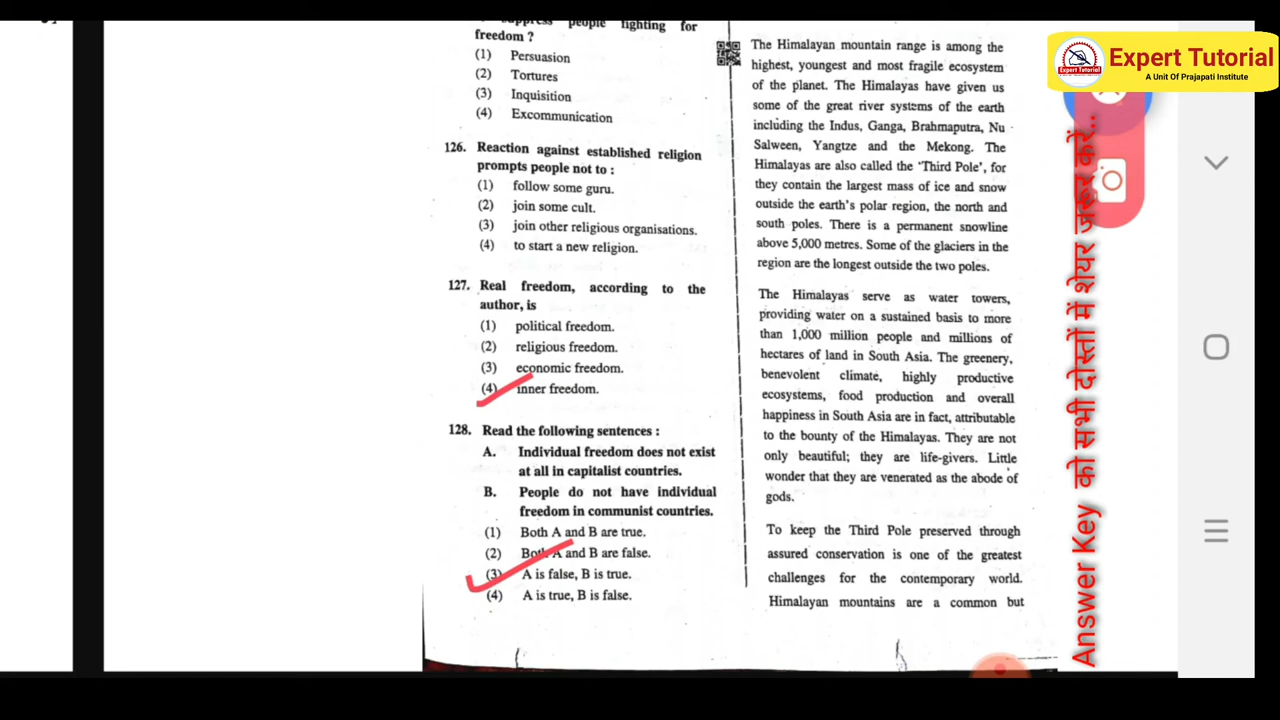 suppress people fighting for
freedom ?
(1) Persuasion
(2) Tortures
(3) Inquisition
(4) Excommunication
126. Reaction against established religion
prompts people not to :
(1) follow some guru.
(2) join some cult.
(3) join other religious organisations.
(4) to start a new religion.
127. Real freedom, according to the
author, is
(1) political freedom.
(2) religious freedom.
(3) economic freedom.
(4) inner freedom.
128. Read the following sentences :
A. Individual freedom does not exist
at all in capitalist countries.
B. People do not have individual
freedom in communist countries.
(1) Both A and B are true.
(2) Both A and B are false.
(3) A is false, B is true.
(4) A is true, B is false.
The Himalayan mountain range is among the
highest, youngest and most fragile ecosystem
of the planet. The Himalayas have given us
some of the great river systems of the earth
including the Indus, Ganga, Brahmaputra, Nu
Salween, Yangtze and the Mekong. The
Himalayas are also called the ‘Third Pole’, for
they contain the largest mass of ice and snow
outside the earth’s polar region, the north and
south poles. There is a permanent snowline
above 5,000 metres. Some of the glaciers in the
region are the longest outside the two poles.
The Himalayas serve as water towers,
providing water on a sustained basis to more
than 1,000 million people and millions of
hectares of land in South Asia. The greenery,
benevolent climate, highly productive
ecosystems, food production and overall
happiness in South Asia are in fact, attributable
to the bounty of the Himalayas. They are not
only beautiful; they are life-givers. Little
wonder that they are venerated as the abode of
gods.
To keep the Third Pole preserved through
assured conservation is one of the greatest
challenges for the contemporary world.
Himalayan mountains are a common but
Expert Tutorial
Expert Tutorial
A Unit Of Prajapati Institute
Answer Key को सभी दोस्तों में शेयर जरूर करें..